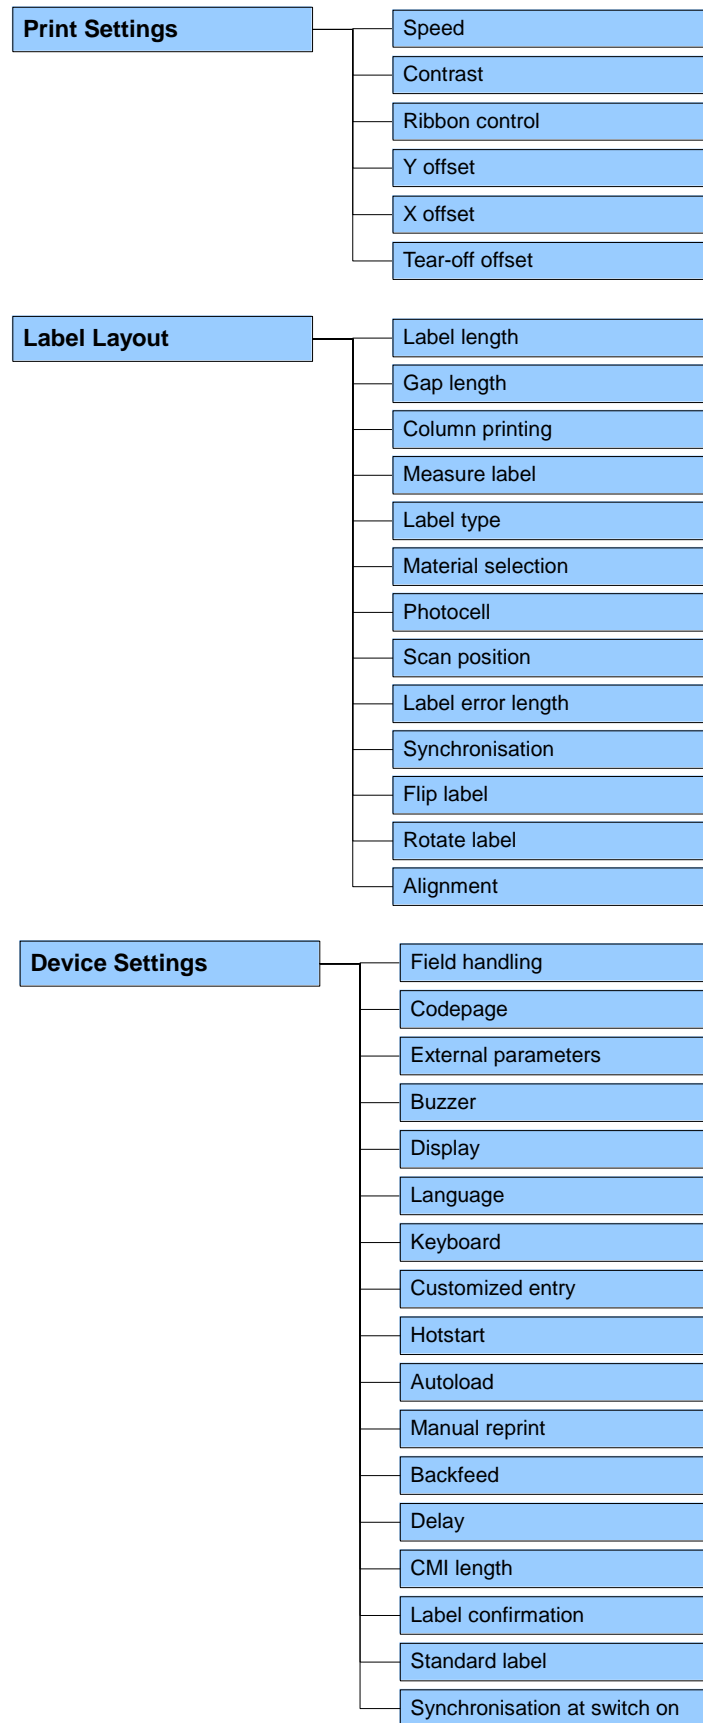 Print Settings
Speed
Contrast
Ribbon control
Y offset
X offset
Tear-off offset
Label Layout
Label length
Gap length
Column printing
Measure label
Label type
Material selection
Photocell
Scan position
Label error length
Synchronisation
Flip label
Rotate label
Alignment
Device Settings
Field handling
Codepage
External parameters
Buzzer
Display
Language
Keyboard
Customized entry
Hotstart
Autoload
Manual reprint
Backfeed
Delay
CMI length
Label confirmation
Standard label
Synchronisation at switch on